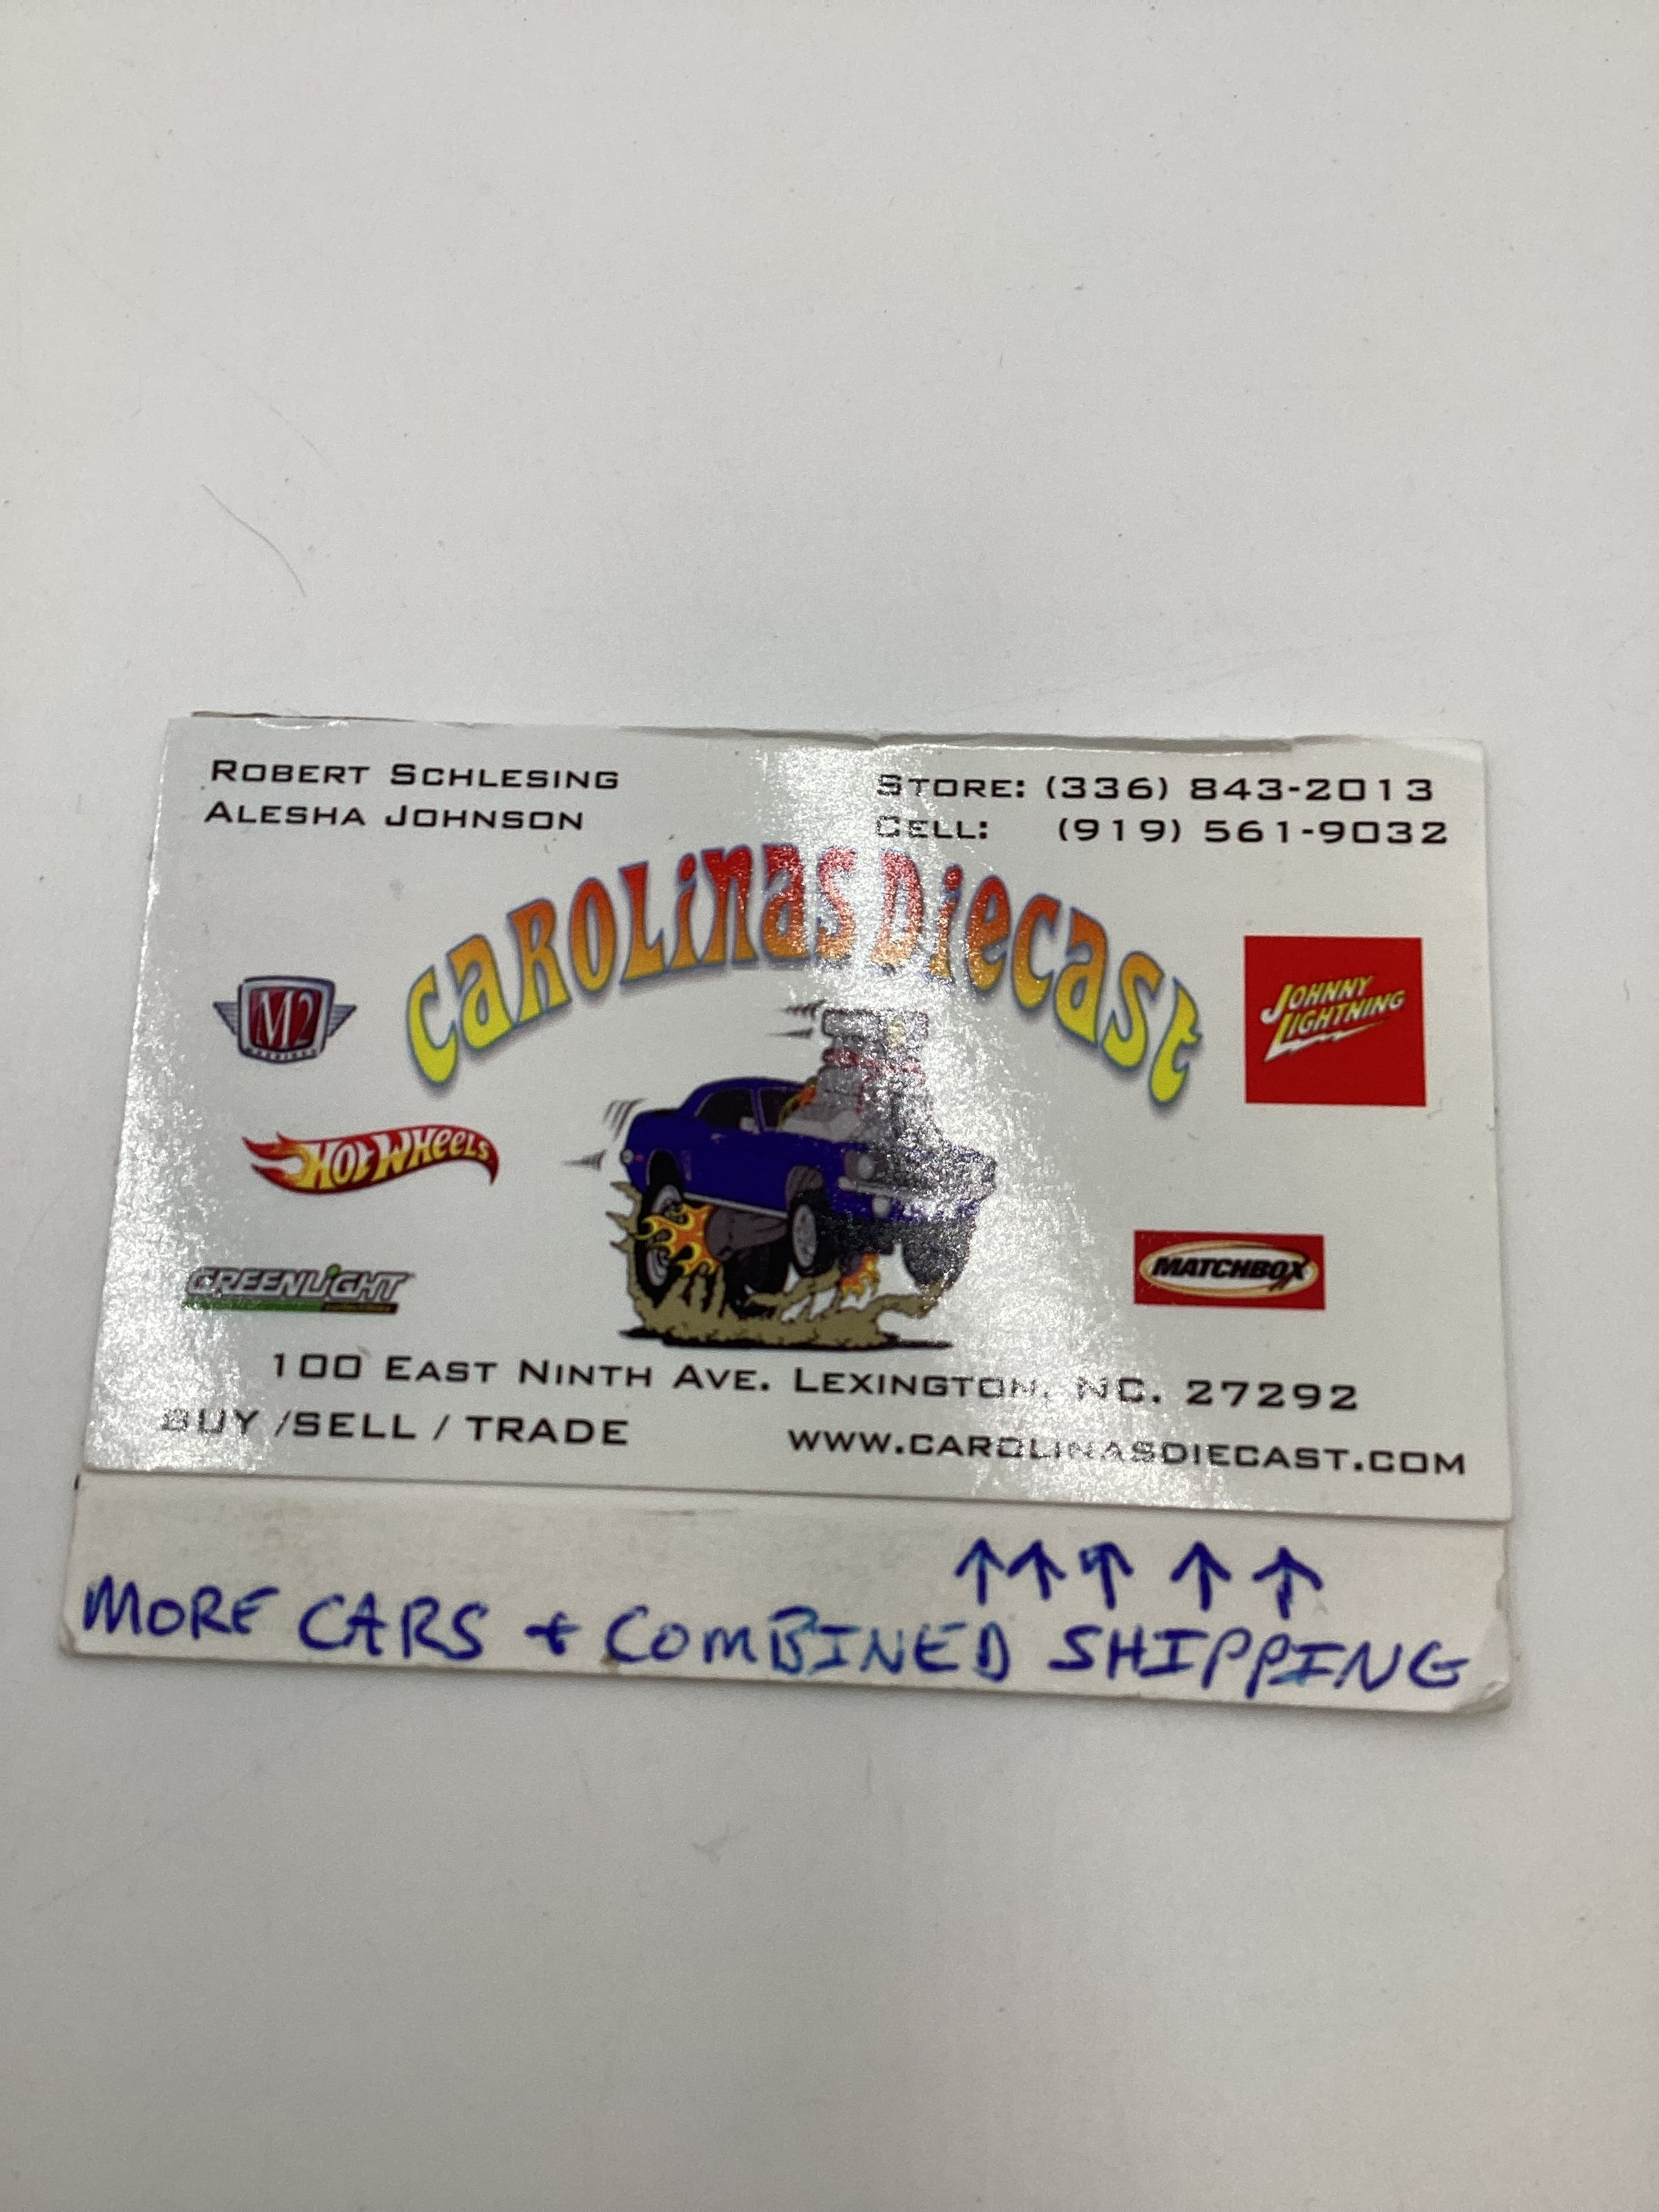 ROBERT SCHLESING
ALESHA JOHNSON
STORE: (336) 843-2013
CELL: (919) 561-9032
CAROLiNAS DiECAST
M2
MACHINES
JOHNNY
LIGHTNING
HOT WHEELS
GREENLiGHT
collectibles
MATCHBOX
100 EAST NINTH AVE. LEXINGTON, NC. 27292
BUY /SELL / TRADE
WWW.CAROLINASDIECAST.COM
↑ ↑ ↑ ↑ ↑
MORE CARS + COMBINED SHIPPING